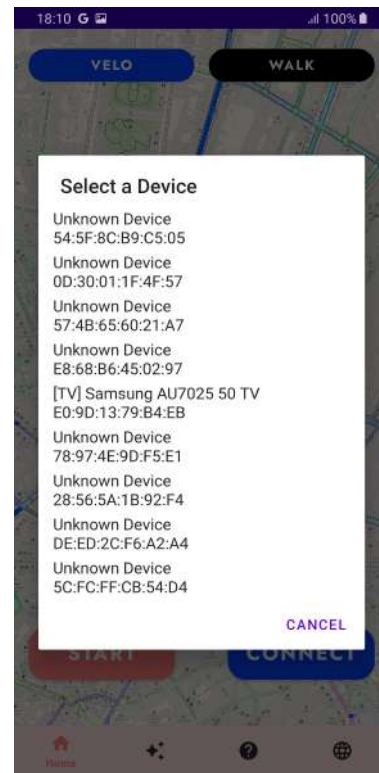 18:10 G
100%
VELO
WALK
Select a Device
Unknown Device
54:5F:8C:B9:C5:05
Unknown Device
0D:30:01:1F:4F:57
Unknown Device
57:4B:65:60:21:A7
Unknown Device
E8:68:B6:45:02:97
[TV] Samsung AU7025 50 TV
E0:9D:13:79:B4:EB
Unknown Device
78:97:4E:9D:F5:E1
Unknown Device
28:56:5A:1B:92:F4
Unknown Device
DE:ED:2C:F6:A2:A4
Unknown Device
5C:FC:FF:CB:54:D4
CANCEL
START
CONNECT
Home